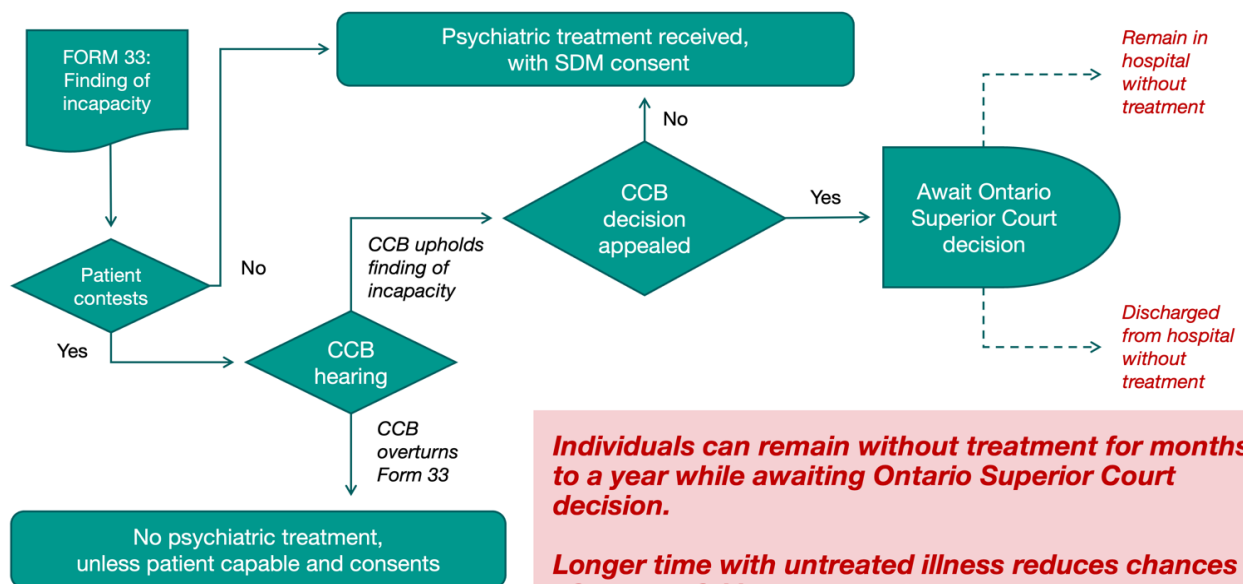 FORM 33:
Finding of
incapacity
Psychiatric treatment received,
with SDM consent
Remain in
hospital
without
treatment
No
CCB
decision
appealed
Yes
Await Ontario
Superior Court
decision
Patient
contests
No
CCB upholds
finding of
incapacity
Yes
CCB
hearing
Discharged
from hospital
without
treatment
CCB
overturns
Form 33
No psychiatric treatment,
unless patient capable and consents
Individuals can remain without treatment for months
to a year while awaiting Ontario Superior Court
decision.
Longer time with untreated illness reduces chances